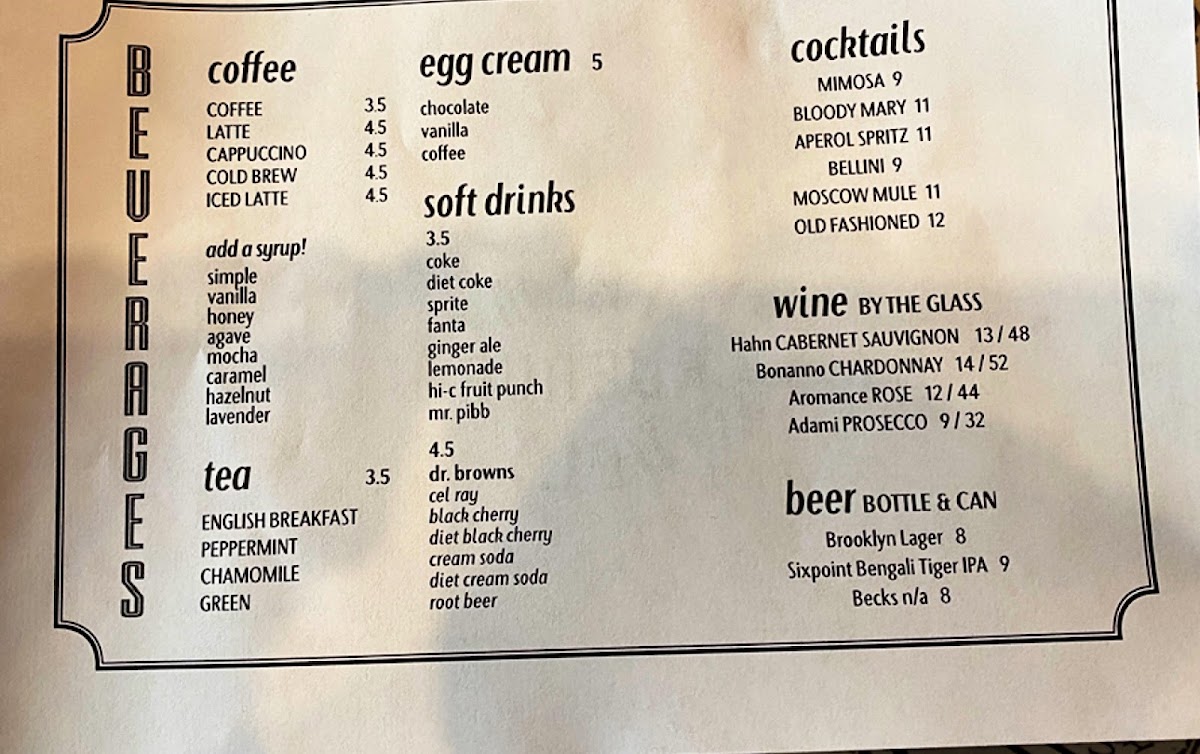 BEVERAGES
coffee
COFFEE 3.5
LATTE 4.5
CAPPUCCINO 4.5
COLD BREW 4.5
ICED LATTE 4.5
add a syrup!
simple
vanilla
honey
agave
mocha
caramel
hazelnut
lavender
tea 3.5
ENGLISH BREAKFAST
PEPPERMINT
CHAMOMILE
GREEN
egg cream 5
chocolate
vanilla
coffee
soft drinks
3.5
coke
diet coke
sprite
fanta
ginger ale
lemonade
hi-c fruit punch
mr. pibb
4.5
dr. browns
cel ray
black cherry
diet black cherry
cream soda
diet cream soda
root beer
cocktails
MIMOSA 9
BLOODY MARY 11
APEROL SPRITZ 11
BELLINI 9
MOSCOW MULE 11
OLD FASHIONED 12
wine BY THE GLASS
Hahn CABERNET SAUVIGNON 13 / 48
Bonanno CHARDONNAY 14 / 52
Aromance ROSE 12 / 44
Adami PROSECCO 9 / 32
beer BOTTLE & CAN
Brooklyn Lager 8
Sixpoint Bengali Tiger IPA 9
Becks n/a 8